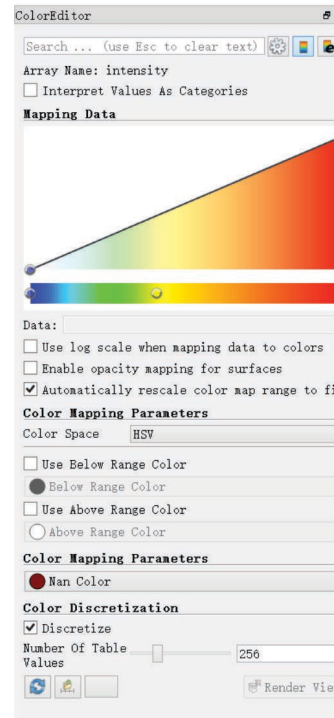 ColorEditor
Search ... (use Esc to clear text)
Array Name: intensity
Interpret Values As Categories
Mapping Data
Data:
Use log scale when mapping data to colors
Enable opacity mapping for surfaces
Automatically rescale color map range to fi
Color Mapping Parameters
Color Space HSV
Use Below Range Color
Below Range Color
Use Above Range Color
Above Range Color
Color Mapping Parameters
Nan Color
Color Discretization
Discretize
Number Of Table
Values
256
Render Vie